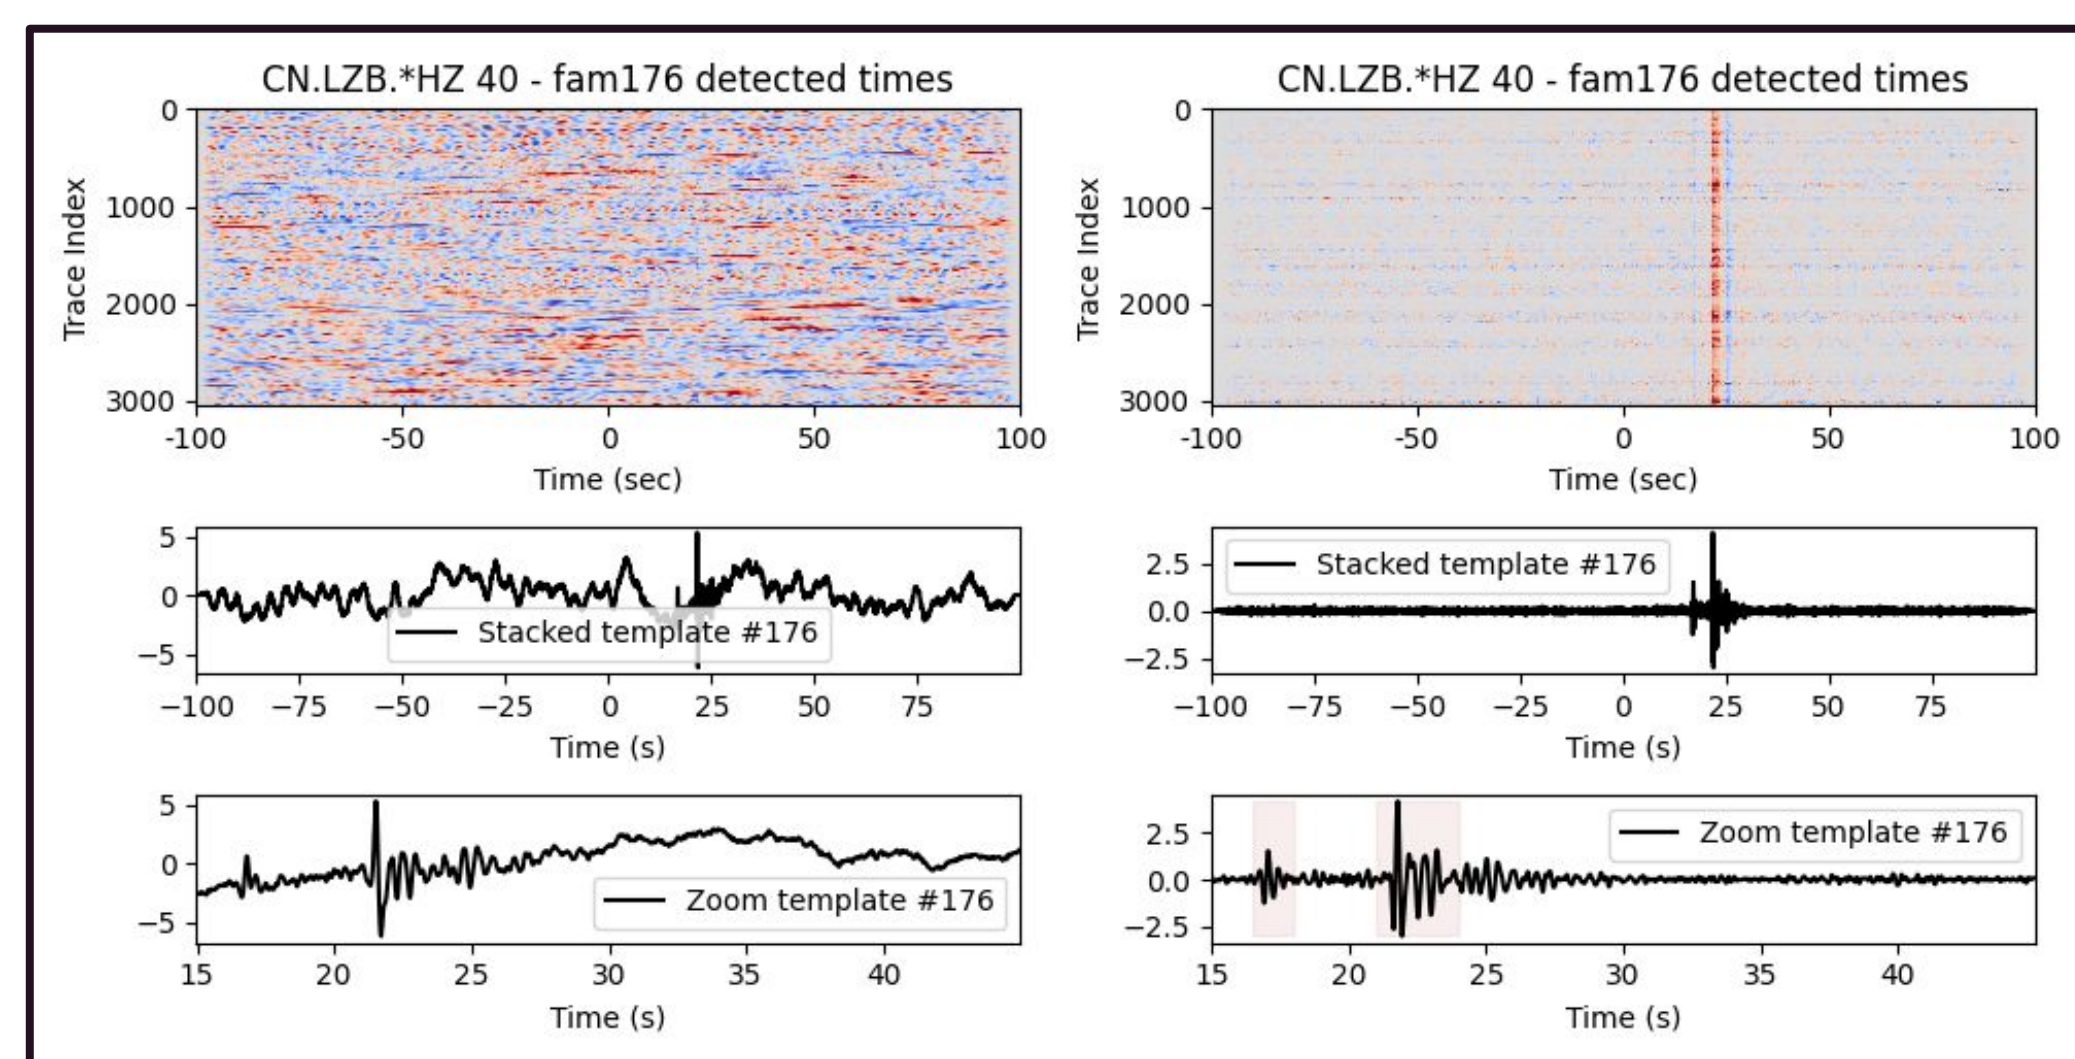 CN.LZB.*HZ 40 - fam176 detected times
0
1000
2000
3000
Trace Index
-100 -50 0 50 100
Time (sec)
5
0
−5
Stacked template #176
−100 −75 −50 −25 0 25 50 75
Time (s)
5
0
−5
Zoom template #176
15 20 25 30 35 40
Time (s)
CN.LZB.*HZ 40 - fam176 detected times
0
1000
2000
3000
Trace Index
-100 -50 0 50 100
Time (sec)
2.5
0.0
−2.5
Stacked template #176
−100 −75 −50 −25 0 25 50 75
Time (s)
2.5
0.0
−2.5
Zoom template #176
15 20 25 30 35 40
Time (s)